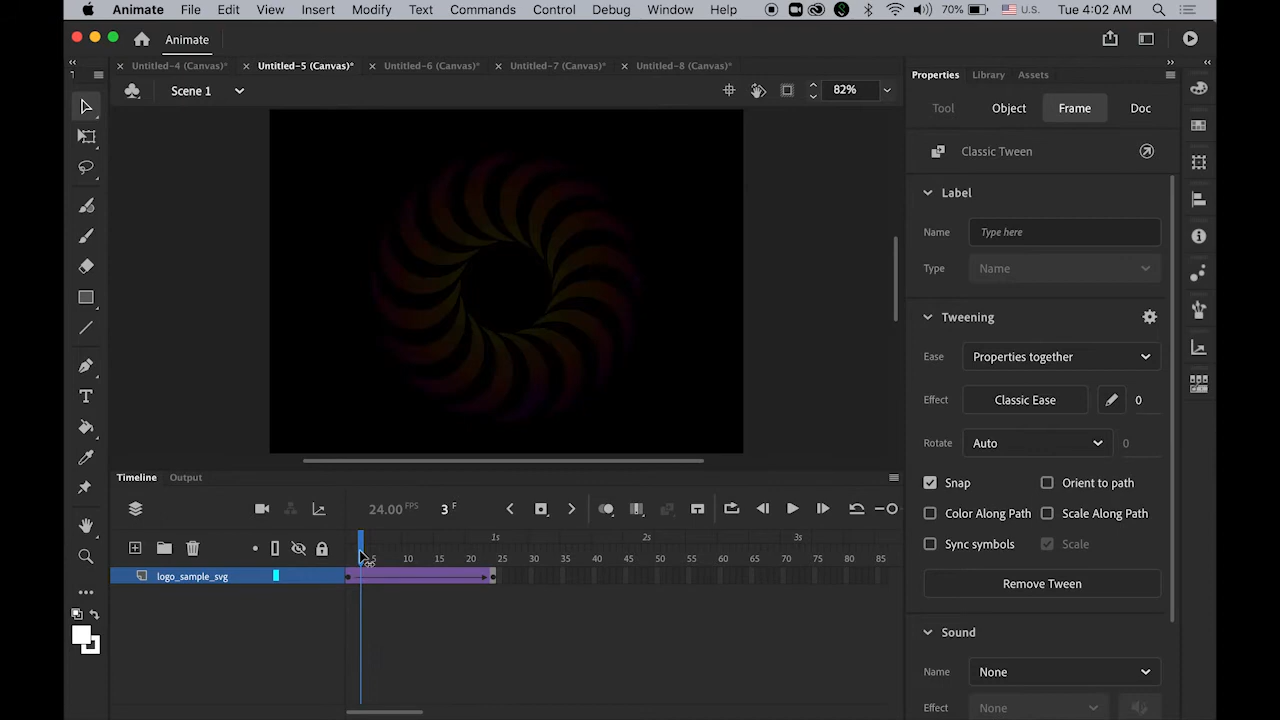 Animate File Edit View Insert Modify Text Commands Control Debug Window Help 70% U.S. Tue 4:02 AM
Animate
Untitled-4 (Canvas)* Untitled-5 (Canvas)* Untitled-6 (Canvas)* Untitled-7 (Canvas)* Untitled-8 (Canvas)*
Scene 1 82%
Properties Library Assets
Tool Object Frame Doc
Classic Tween
Label
Name Type here
Type Name
Tweening
Ease Properties together
Effect Classic Ease 0
Rotate Auto 0
Snap Orient to path
Color Along Path Scale Along Path
Sync symbols Scale
Remove Tween
Sound
Name None
Effect None
Timeline Output
24.00 FPS 3 F
1s 2s 3s
5 10 15 20 25 30 35 40 45 50 55 60 65 70 75 80 85
logo_sample_svg
T